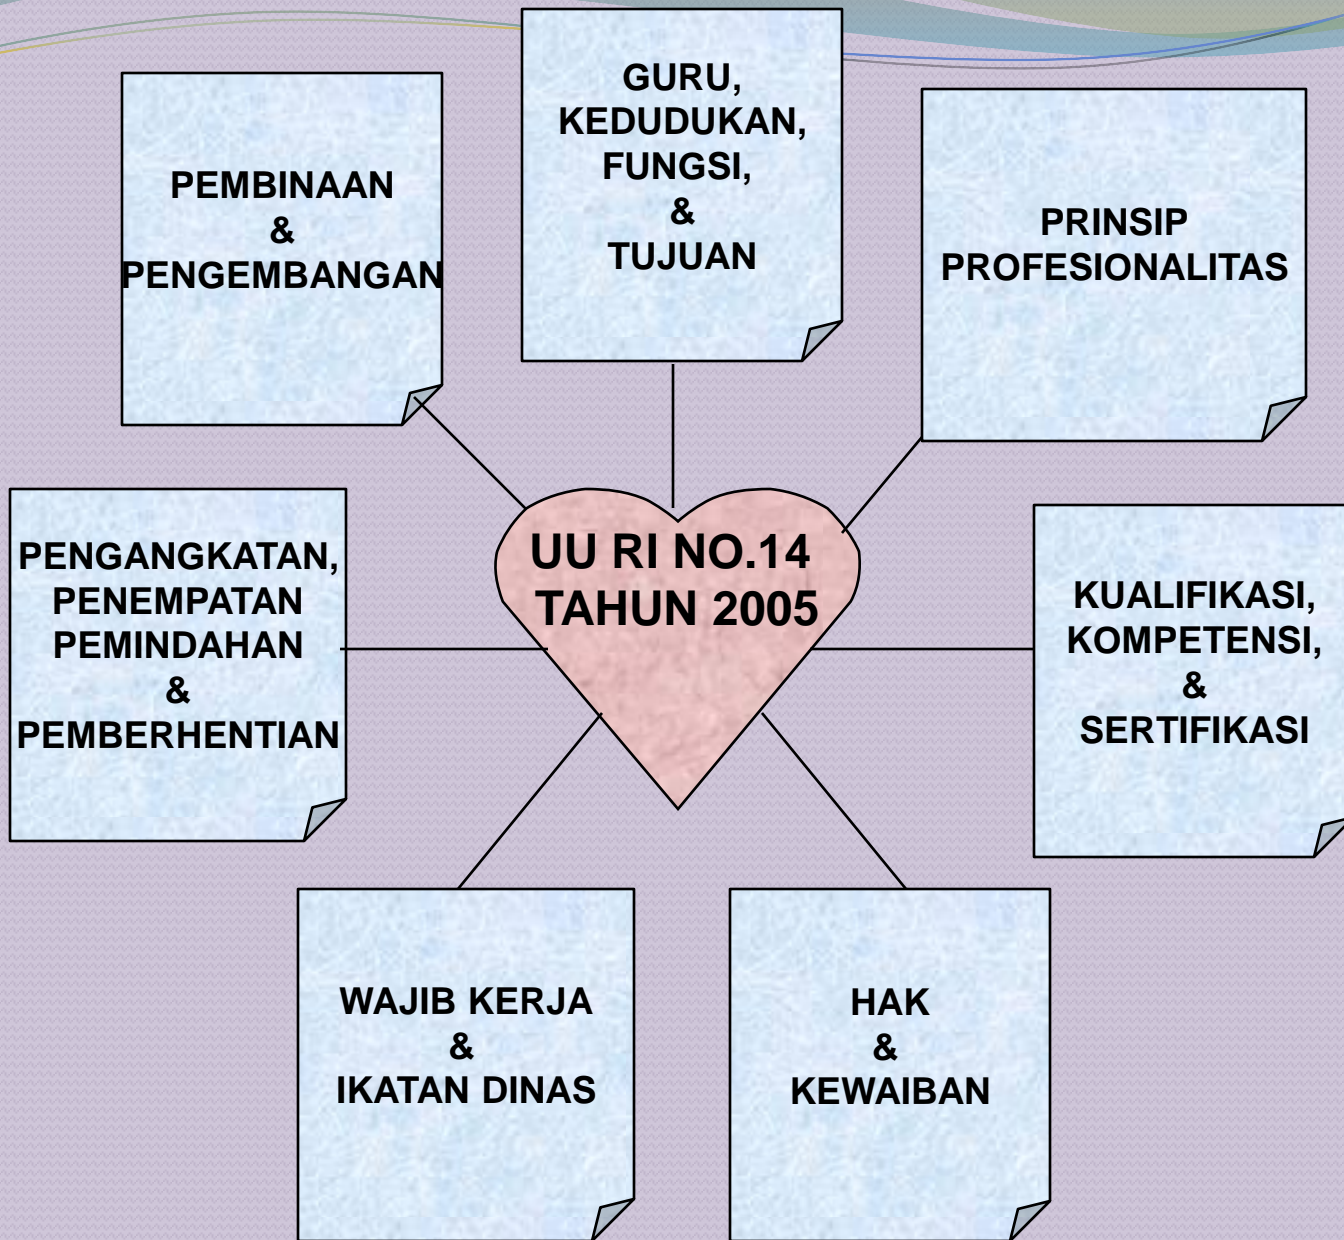 GURU,
KEDUDUKAN,
FUNGSI,
&
TUJUAN
PEMBINAAN
&
PENGEMBANGAN
PRINSIP
PROFESIONALITAS
UU RI NO.14
TAHUN 2005
PENGANGKATAN,
PENEMPATAN
PEMINDAHAN
&
PEMBERHENTIAN
KUALIFIKASI,
KOMPETENSI,
&
SERTIFIKASI
WAJIB KERJA
&
IKATAN DINAS
HAK
&
KEWAIBAN